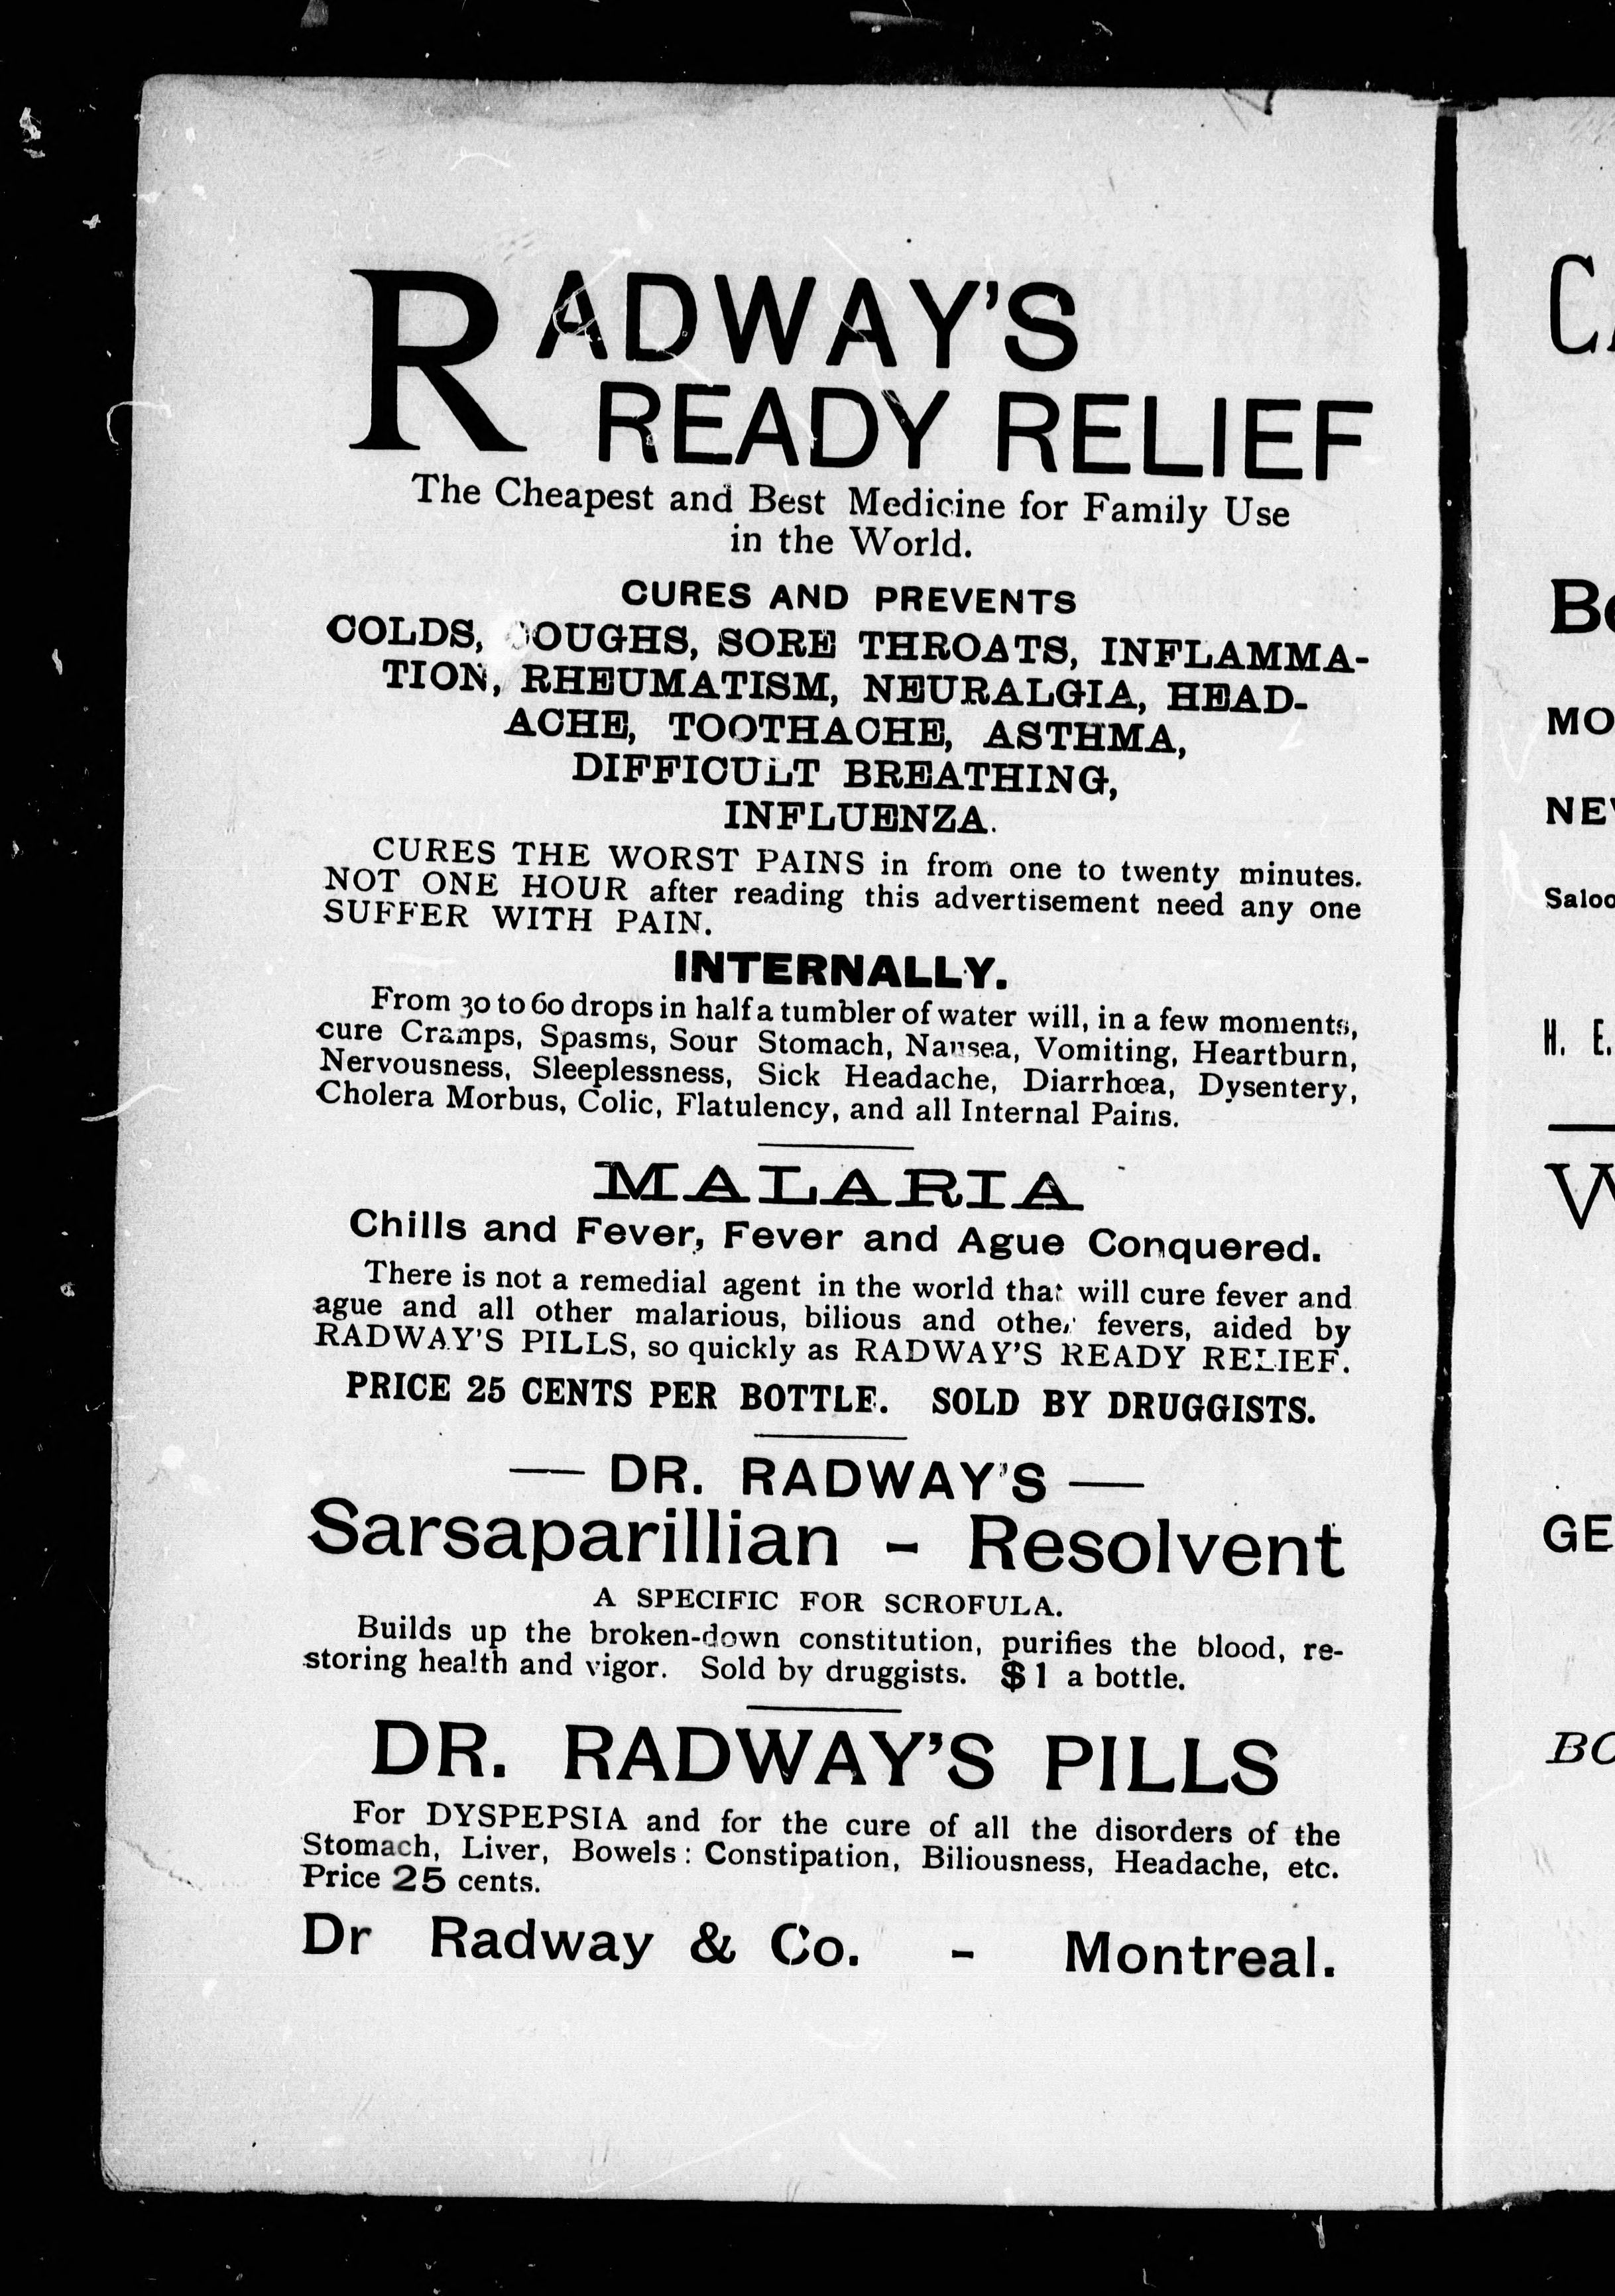 RADWAY'S
READY RELIEF
The Cheapest and Best Medicine for Family Use
in the World.
CURES AND PREVENTS
COLDS, COUGHS, SORE THROATS, INFLAMMA-
TION, RHEUMATISM, NEURALGIA, HEAD-
ACHE, TOOTHACHE, ASTHMA,
DIFFICULT BREATHING,
INFLUENZA.
CURES THE WORST PAINS in from one to twenty minutes.
NOT ONE HOUR after reading this advertisement need any one
SUFFER WITH PAIN.
INTERNALLY.
From 30 to 60 drops in half a tumbler of water will, in a few moments,
cure Cramps, Spasms, Sour Stomach, Nausea, Vomiting, Heartburn,
Nervousness, Sleeplessness, Sick Headache, Diarrhœa, Dysentery,
Cholera Morbus, Colic, Flatulency, and all Internal Pains.
MALARIA
Chills and Fever, Fever and Ague Conquered.
There is not a remedial agent in the world that will cure fever and
ague and all other malarious, bilious and other fevers, aided by
RADWAY'S PILLS, so quickly as RADWAY'S READY RELIEF.
PRICE 25 CENTS PER BOTTLE. SOLD BY DRUGGISTS.
— DR. RADWAY'S —
Sarsaparillian - Resolvent
A SPECIFIC FOR SCROFULA.
Builds up the broken-down constitution, purifies the blood, re-
storing health and vigor. Sold by druggists. $1 a bottle.
DR. RADWAY'S PILLS
For DYSPEPSIA and for the cure of all the disorders of the
Stomach, Liver, Bowels: Constipation, Biliousness, Headache, etc.
Price 25 cents.
Dr Radway & Co. - Montreal.
H. E.